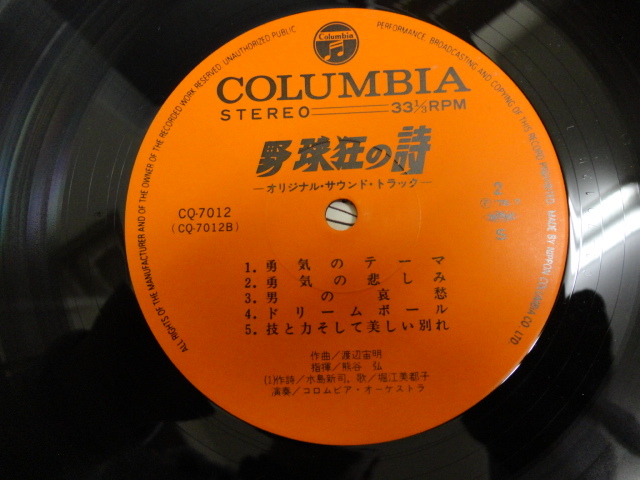 ALL RIGHTS OF THE MANUFACTURER AND OF THE OWNER OF THE RECORDED WORK RESERVED. UNAUTHORIZED PUBLIC PERFORMANCE, BROADCASTING AND COPYING OF THIS RECORD PROHIBITED. MADE BY NIPPON COLUMBIA CO. LTD.
Columbia
COLUMBIA
STEREO 33⅓RPM
野球狂の詩
—オリジナル・サウンド・トラック—
CQ-7012
(CQ-7012B)
2
S
1. 勇気のテーマ
2. 勇気の悲しみ
3. 男の哀愁
4. ドリームボール
5. 技と力そして美しい別れ
作曲/渡辺宙明
指揮/熊谷 弘
(1)作詩/水島新司, 歌/堀江美都子
演奏/コロムビア・オーケストラ